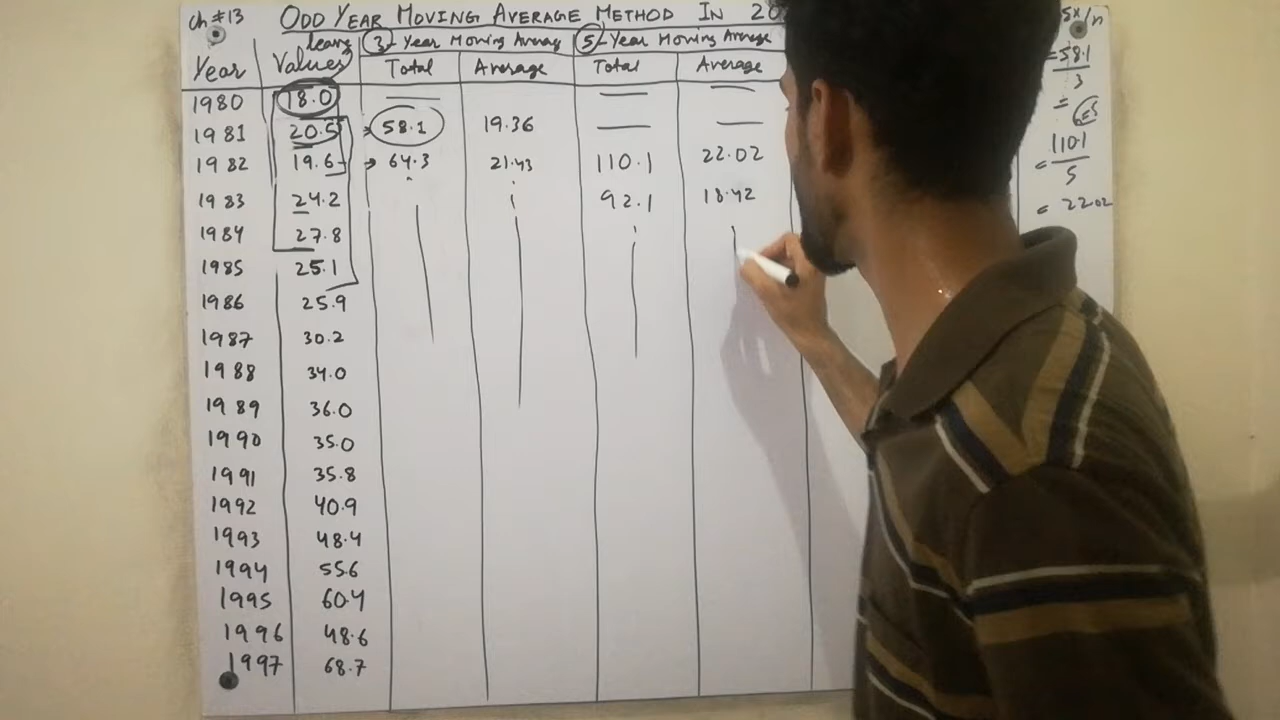 ch #13 ODD YEAR MOVING AVERAGE METHOD IN 20
3-Year Moving Averag 5-Year Moving Average
Year Values Total Average Total Average
1980 18.0 — — —
1981 20.5 58.1 19.36 — —
1982 19.6 → 64.3 21.43 110.1 22.02
1983 24.2 92.1 18.42
1984 27.8
1985 25.1
1986 25.9
1987 30.2
1988 34.0
1989 36.0
1990 35.0
1991 35.8
1992 40.9
1993 48.4
1994 55.6
1995 60.4
1996 48.6
1997 68.7
= 58.1
3
=
= 110.1
5
= 22.02